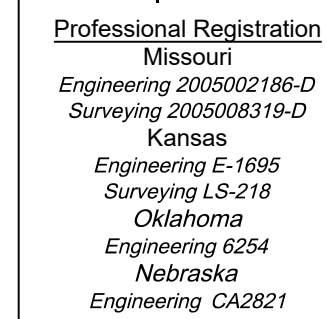 Professional Registration
Missouri
Engineering 2005002186-D
Surveying 2005008319-D
Kansas
Engineering E-1695
Surveying LS-218
Oklahoma
Engineering 6254
Nebraska
Engineering CA2821